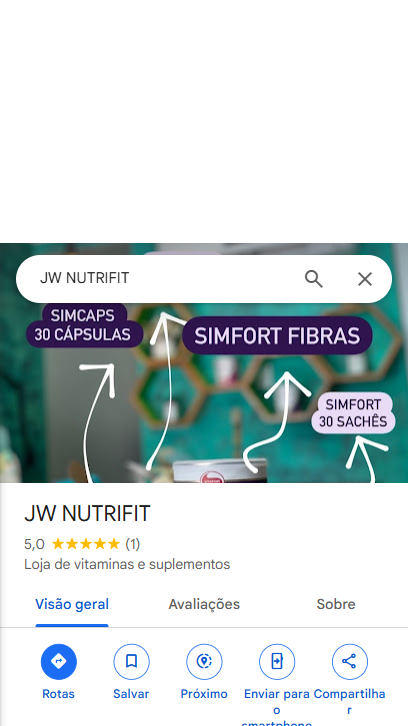 JW NUTRIFIT
SIMCAPS
30 CÁPSULAS
SIMFORT FIBRAS
SIMFORT
30 SACHÊS
JW NUTRIFIT
5,0 ★★★★★ (1)
Loja de vitaminas e suplementos
Visão geral
Avaliações
Sobre
Rotas
Salvar
Próximo
Enviar para
o
smartphone
Compartilha
r